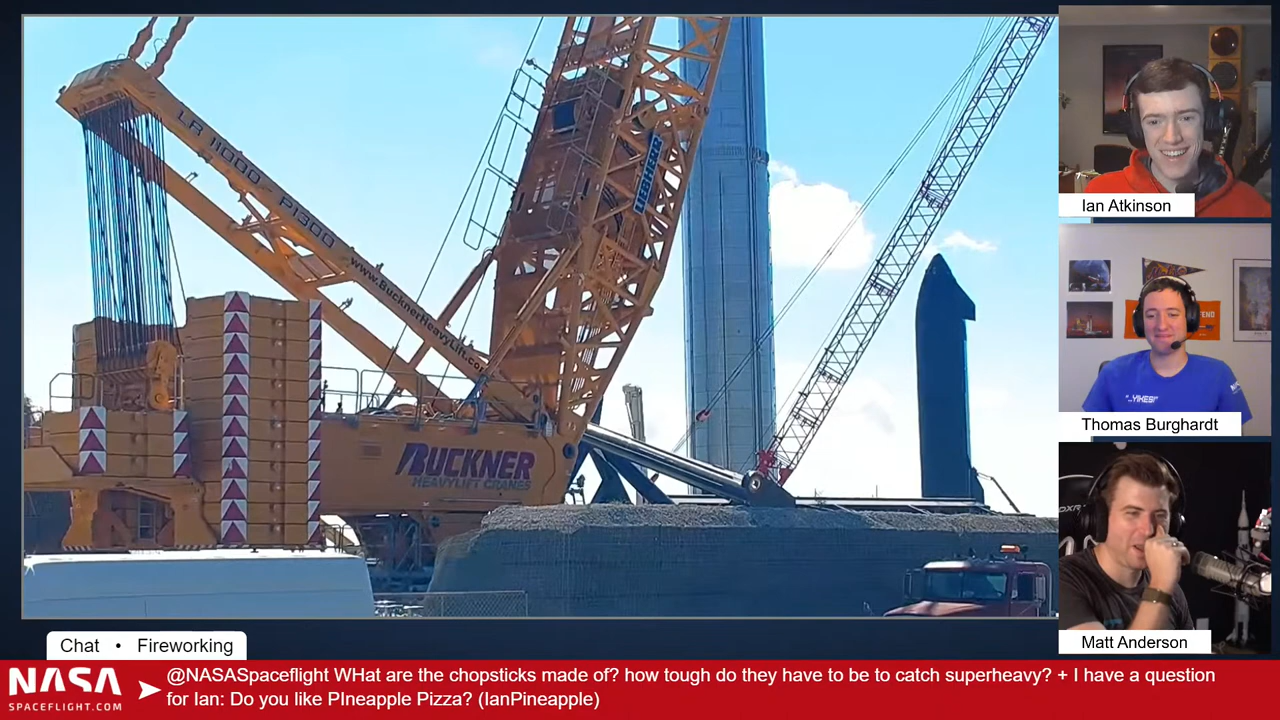 LR 11000 P1300
www.BucknerHeavyLift.com
LIEBHERR
BUCKNER
HEAVYLIFT CRANES
Ian Atkinson
Thomas Burghardt
"..YIKES!"
Matt Anderson
Chat • Fireworking
NASA
SPACEFLIGHT.COM
@NASASpaceflight WHat are the chopsticks made of? how tough do they have to be to catch superheavy? + I have a question
for Ian: Do you like PIneapple Pizza? (IanPineapple)